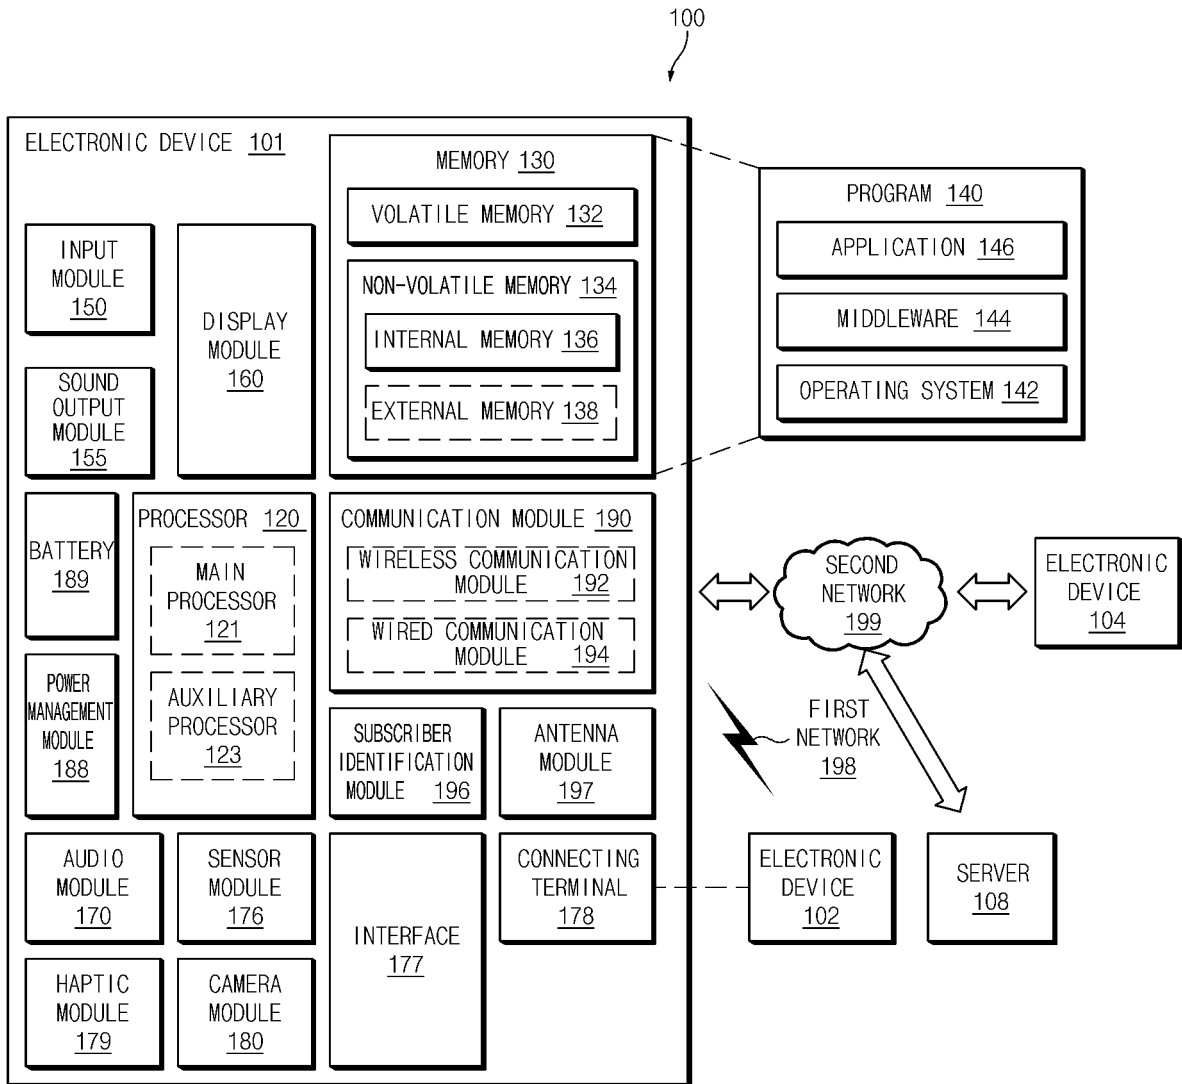 100
ELECTRONIC DEVICE 101
INPUT
MODULE
150
SOUND
OUTPUT
MODULE
155
DISPLAY
MODULE
160
MEMORY 130
VOLATILE MEMORY 132
NON-VOLATILE MEMORY 134
INTERNAL MEMORY 136
EXTERNAL MEMORY 138
PROGRAM 140
APPLICATION 146
MIDDLEWARE 144
OPERATING SYSTEM 142
BATTERY
189
POWER
MANAGEMENT
MODULE
188
PROCESSOR 120
MAIN
PROCESSOR
121
AUXILIARY
PROCESSOR
123
COMMUNICATION MODULE 190
WIRELESS COMMUNICATION
MODULE 192
WIRED COMMUNICATION
MODULE 194
SUBSCRIBER
IDENTIFICATION
MODULE 196
ANTENNA
MODULE
197
SECOND
NETWORK
199
ELECTRONIC
DEVICE
104
FIRST
NETWORK
198
AUDIO
MODULE
170
SENSOR
MODULE
176
INTERFACE
177
CONNECTING
TERMINAL
178
ELECTRONIC
DEVICE
102
SERVER
108
HAPTIC
MODULE
179
CAMERA
MODULE
180